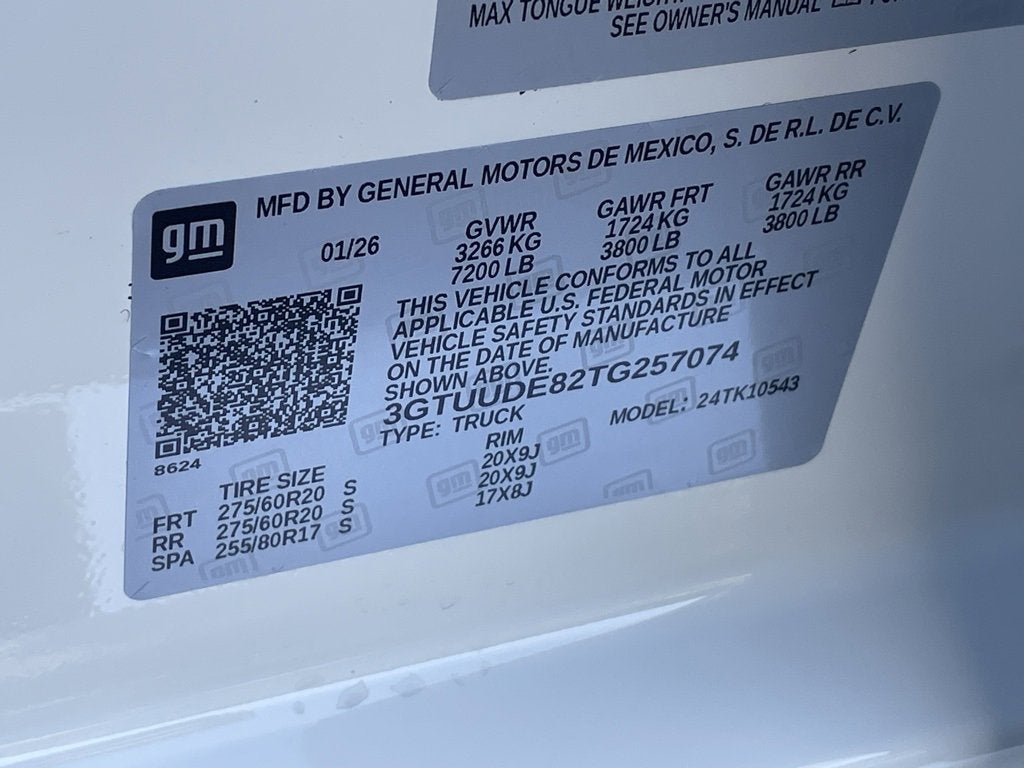 MAX TONGUE WEIGHT
SEE OWNER'S MANUAL
MFD BY GENERAL MOTORS DE MEXICO, S. DE R.L. DE C.V.
gm
01/26
GVWR
3266 KG
7200 LB
GAWR FRT
1724 KG
3800 LB
GAWR RR
1724 KG
3800 LB
THIS VEHICLE CONFORMS TO ALL
APPLICABLE U.S. FEDERAL MOTOR
VEHICLE SAFETY STANDARDS IN EFFECT
ON THE DATE OF MANUFACTURE
SHOWN ABOVE.
3GTUUDE82TG257074
TYPE: TRUCK
MODEL: 24TK10543
8624
TIRE SIZE RIM
FRT 275/60R20 S 20X9J
RR 275/60R20 S 20X9J
SPA 255/80R17 S 17X8J